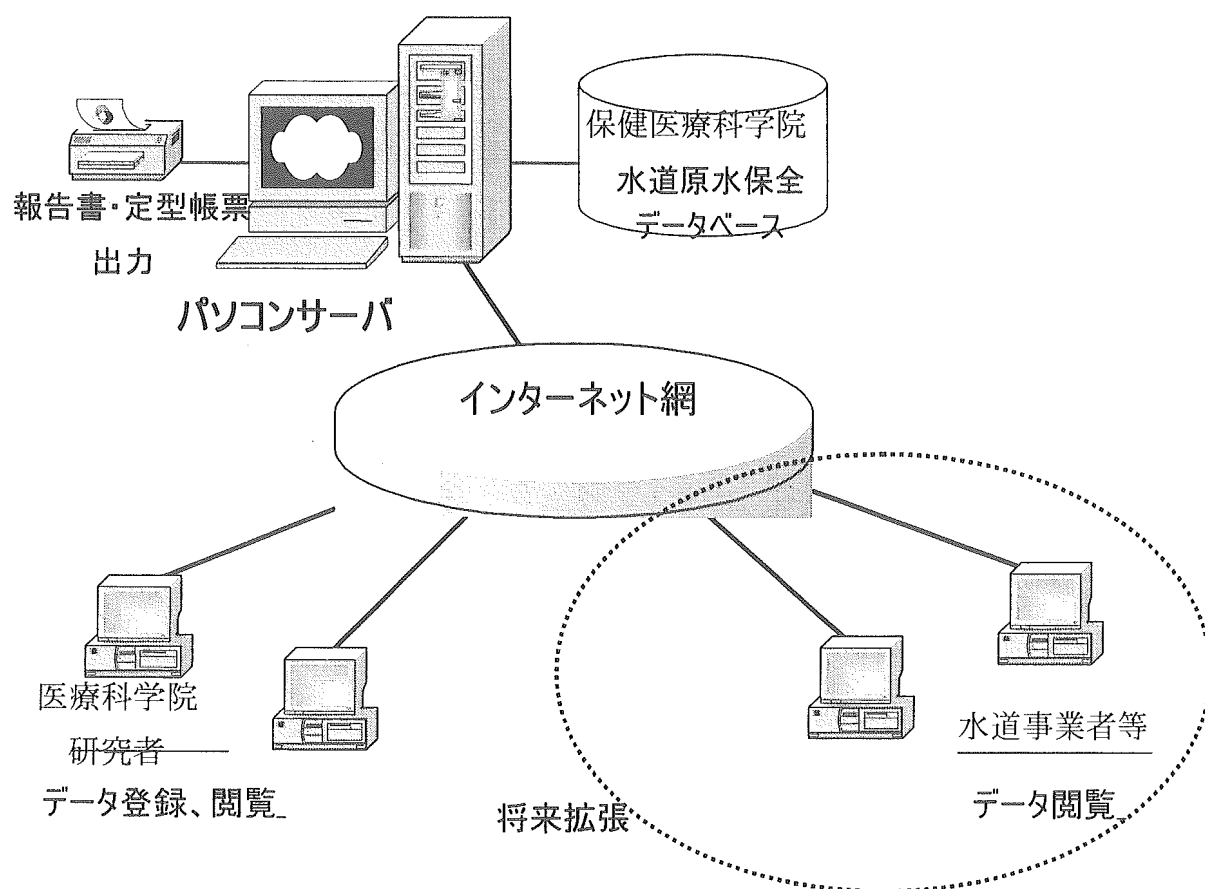 保健医療科学院
水道原水保全
データベース
報告書・定型帳票
出力
パソコンサーバ
インターネット網
医療科学院
研究者
データ登録、閲覧
水道事業者等
データ閲覧
将来拡張